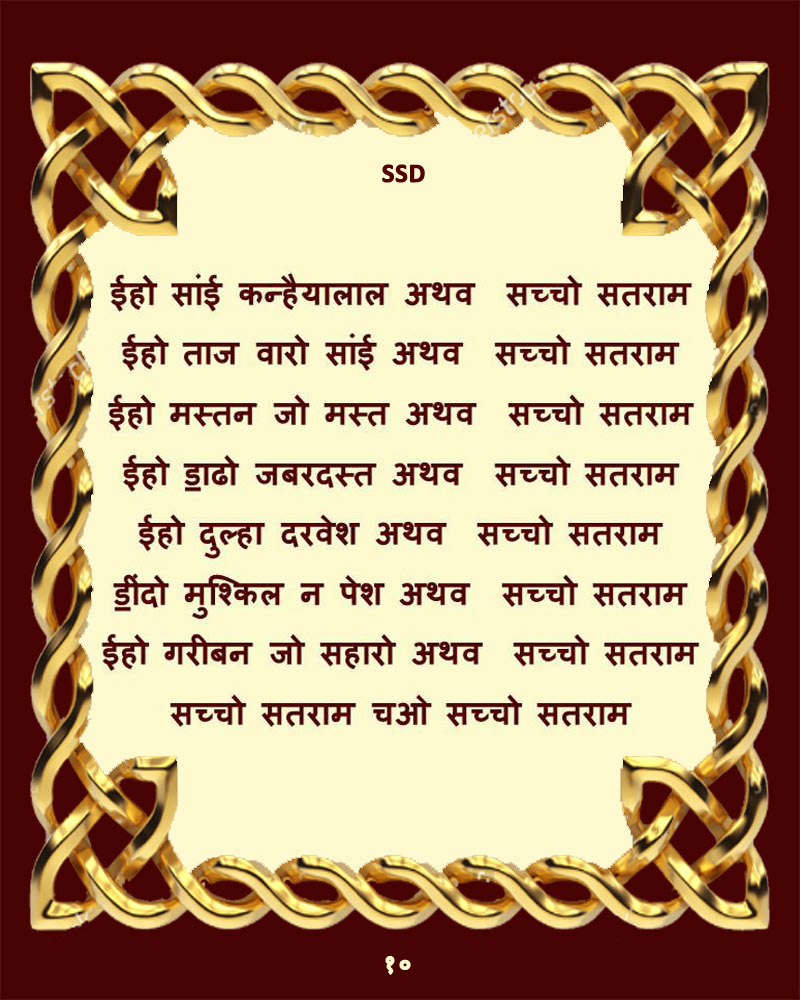 SSD
ईहो सांई कन्हैयालाल अथव सच्चो सतराम
ईहो ताज वारो सांई अथव सच्चो सतराम
ईहो मस्तन जो मस्त अथव सच्चो सतराम
ईहो ॾाढो जबरदस्त अथव सच्चो सतराम
ईहो दुल्हा दरवेश अथव सच्चो सतराम
ॾींदो मुश्किल न पेश अथव सच्चो सतराम
ईहो गरीबन जो सहारो अथव सच्चो सतराम
सच्चो सतराम चओ सच्चो सतराम
१०